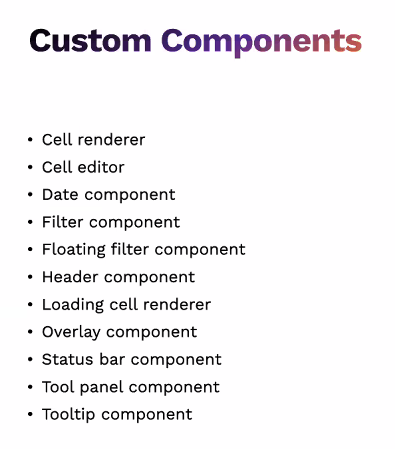 Custom Components
• Cell renderer
• Cell editor
• Date component
• Filter component
• Floating filter component
• Header component
• Loading cell renderer
• Overlay component
• Status bar component
• Tool panel component
• Tooltip component